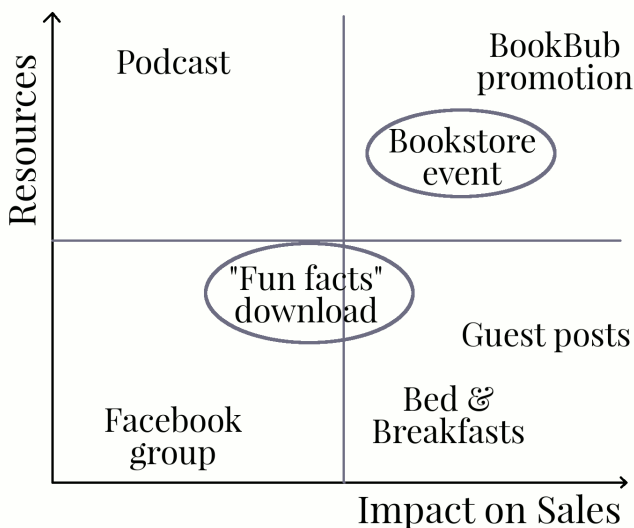 Resources
Podcast
BookBub
promotion
Bookstore
event
"Fun facts"
download
Guest posts
Facebook
group
Bed &
Breakfasts
Impact on Sales